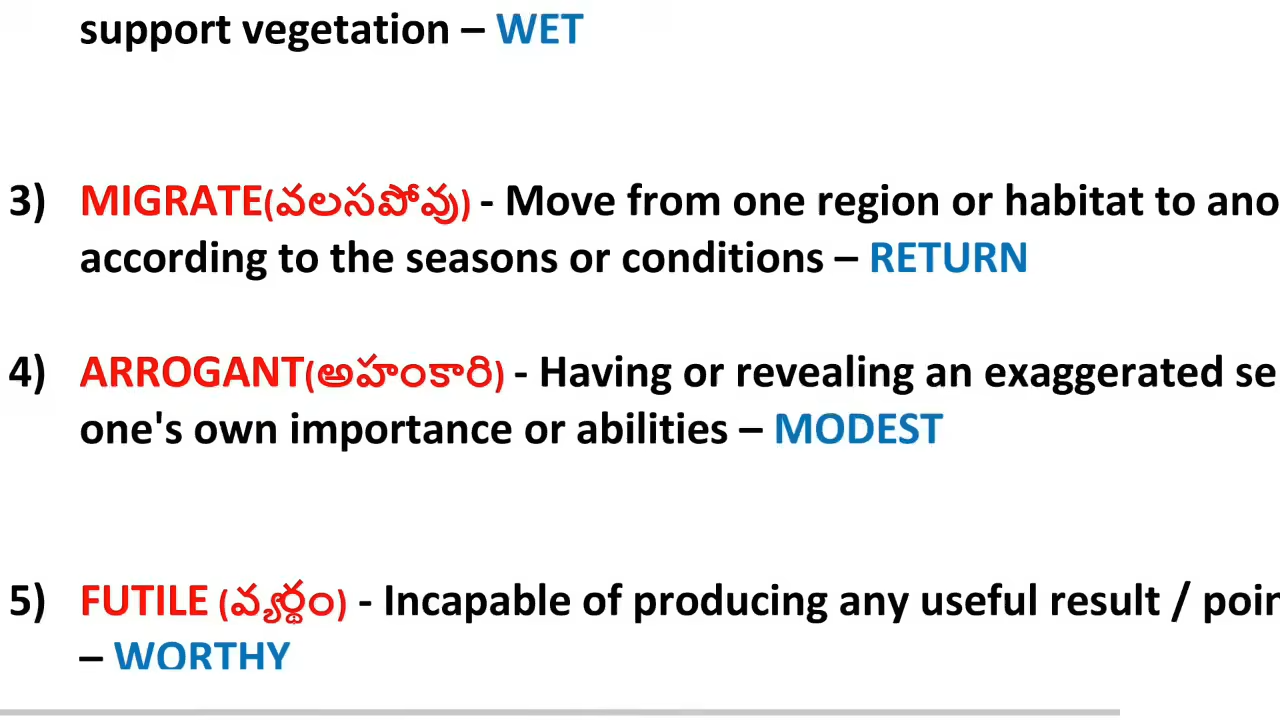 support vegetation – WET
3) MIGRATE(వలసపోవు) - Move from one region or habitat to ano
according to the seasons or conditions – RETURN
4) ARROGANT(అహంకారి) - Having or revealing an exaggerated se
one's own importance or abilities – MODEST
5) FUTILE (వ్యర్థం) - Incapable of producing any useful result / poin
– WORTHY